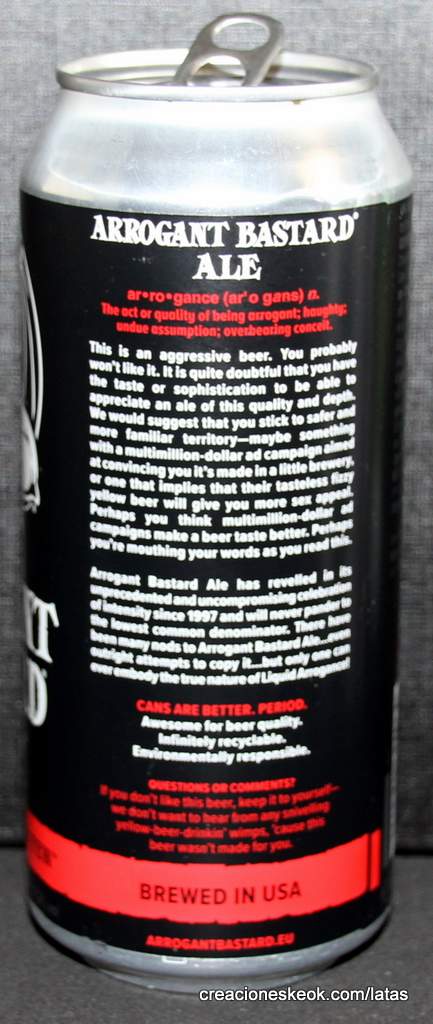 ARROGANT BASTARD®
ALE
ar•ro•gance (ar'o gans) n.
The act or quality of being arrogant; haughty;
undue assumption; overbearing conceit.
This is an aggressive beer. You probably
won't like it. It is quite doubtful that you have
the taste or sophistication to be able to
appreciate an ale of this quality and depth.
We would suggest that you stick to safer and
more familiar territory—maybe something
with a multimillion-dollar ad campaign aimed
at convincing you it's made in a little brewery,
or one that implies that their tasteless fizzy
yellow beer will give you more sex appeal.
Perhaps you think multimillion-dollar ad
campaigns make a beer taste better. Perhaps
you're mouthing your words as you read this.
Arrogant Bastard Ale has revelled in its
unprecedented and uncompromising celebration
of intensity since 1997 and will never pander to
the lowest common denominator. There have
been many nods to Arrogant Bastard Ale...even
outright attempts to copy it...but only one can
ever embody the true nature of Liquid Arrogance!
CANS ARE BETTER. PERIOD.
Awesome for beer quality.
Infinitely recyclable.
Environmentally responsible.
QUESTIONS OR COMMENTS?
If you don't like this beer, keep it to yourself—
we don't want to hear from any sniveling
yellow-beer-drinkin' wimps, 'cause this
beer wasn't made for you.
BREWED IN USA
ARROGANTBASTARD.EU
creacioneskeok.com/latas